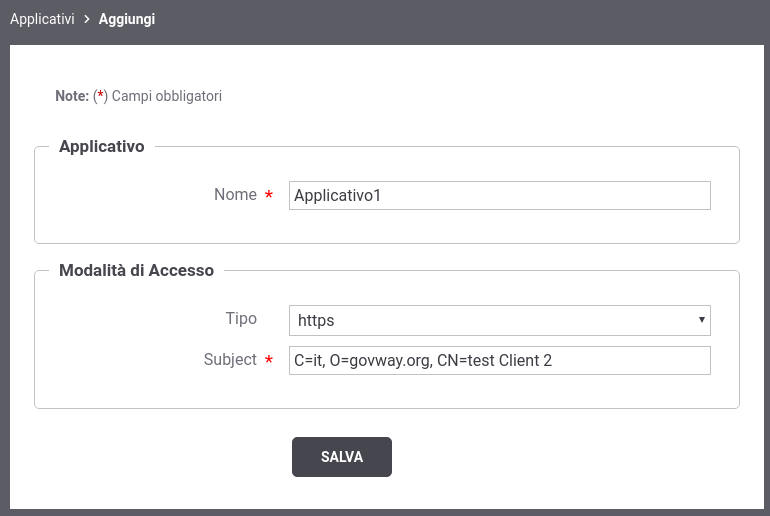 Applicativi > Aggiungi
Note: (*) Campi obbligatori
Applicativo
Nome * Applicativo1
Modalità di Accesso
Tipo https
Subject * C=it, O=govway.org, CN=test Client 2
SALVA